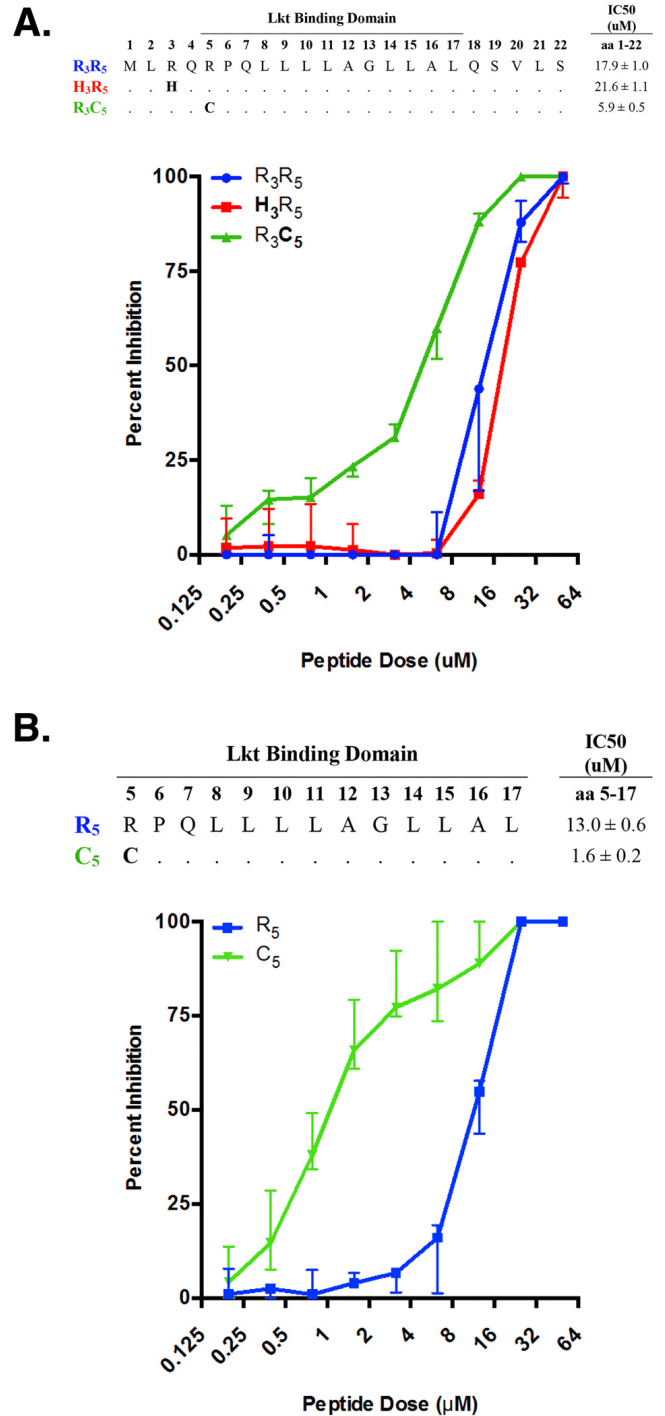 A.
Lkt Binding Domain
IC50
(uM)
1 2 3 4 5 6 7 8 9 10 11 12 13 14 15 16 17 18 19 20 21 22 aa 1-22
R3R5 M L R Q R P Q L L L L A G L L A L Q S V L S 17.9 ± 1.0
H3R5 . . H . . . . . . . . . . . . . . . . . . . 21.6 ± 1.1
R3C5 . . . . C . . . . . . . . . . . . . . . . . 5.9 ± 0.5
R3R5
H3R5
R3C5
Percent Inhibition
100
75
50
25
0
0.125 0.25 0.5 1 2 4 8 16 32 64
Peptide Dose (uM)
B.
Lkt Binding Domain
IC50
(uM)
5 6 7 8 9 10 11 12 13 14 15 16 17 aa 5-17
R5 R P Q L L L L A G L L A L 13.0 ± 0.6
C5 C . . . . . . . . . . . . 1.6 ± 0.2
R5
C5
Percent Inhibition
100
75
50
25
0
0.125 0.25 0.5 1 2 4 8 16 32 64
Peptide Dose (µM)